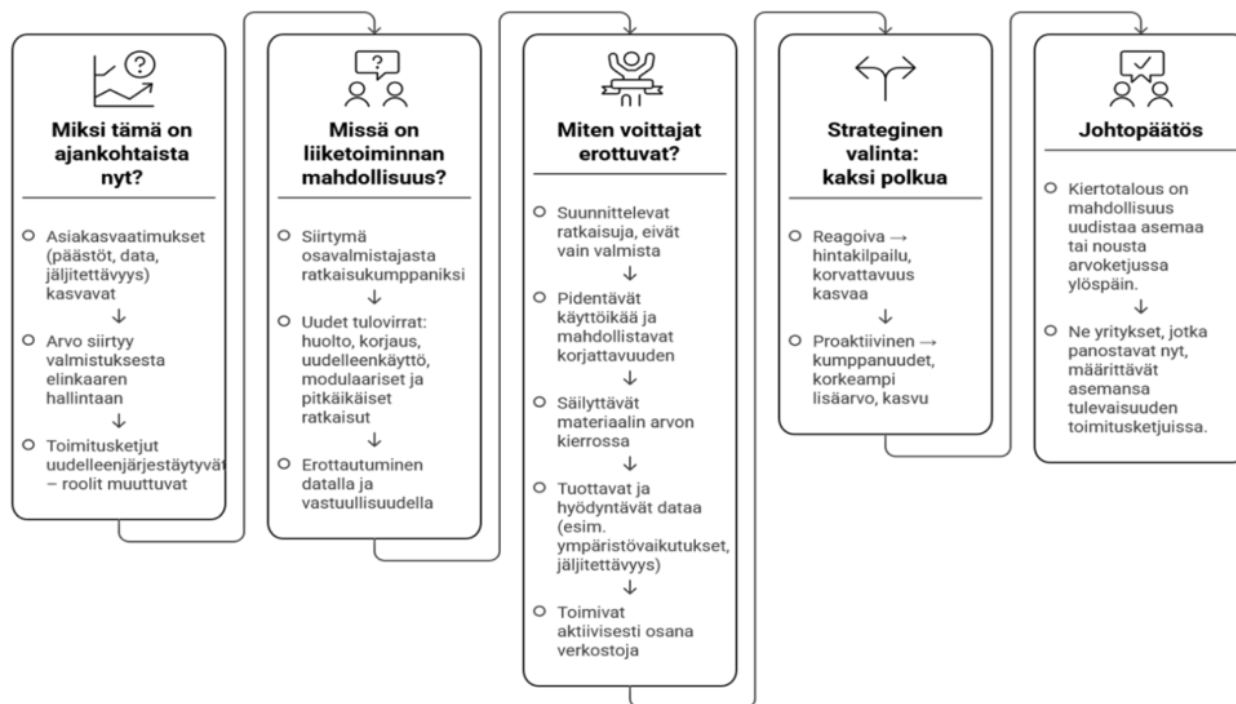 Miksi tämä on
ajankohtaista
nyt?
Asiakasvaatimukset
(päästöt, data,
jäljitettävyys)
kasvavat
Arvo siirtyy
valmistuksesta
elinkaaren
hallintaan
Toimitusketjut
uudelleenjärjestäytyvät
– roolit muuttuvat
Missä on
liiketoiminnan
mahdollisuus?
Siirtymä
osavalmistajasta
ratkaisukumppaniksi
Uudet tulovirrat:
huolto, korjaus,
uudelleenkäyttö,
modulaariset ja
pitkäikäiset
ratkaisut
Erottautuminen
datalla ja
vastuullisuudella
Miten voittajat
erottuvat?
Suunnittelevat
ratkaisuja, eivät
vain valmista
Pidentävät
käyttöikää ja
mahdollistavat
korjattavuuden
Säilyttävät
materiaalin arvon
kierrossa
Tuottavat ja
hyödyntävät dataa
(esim.
ympäristövaikutukset,
jäljitettävyys)
Toimivat
aktiivisesti osana
verkostoja
Strateginen
valinta:
kaksi polkua
Reagoiva →
hintakilpailu,
korvattavuus
kasvaa
Proaktiivinen →
kumppanuudet,
korkeampi
lisäarvo, kasvu
Johtopäätös
Kiertotalous on
mahdollisuus
uudistaa asemaa
tai nousta
arvoketjussa
ylöspäin.
Ne yritykset, jotka
panostavat nyt,
määrittävät
asemansa
tulevaisuuden
toimitusketjuissa.